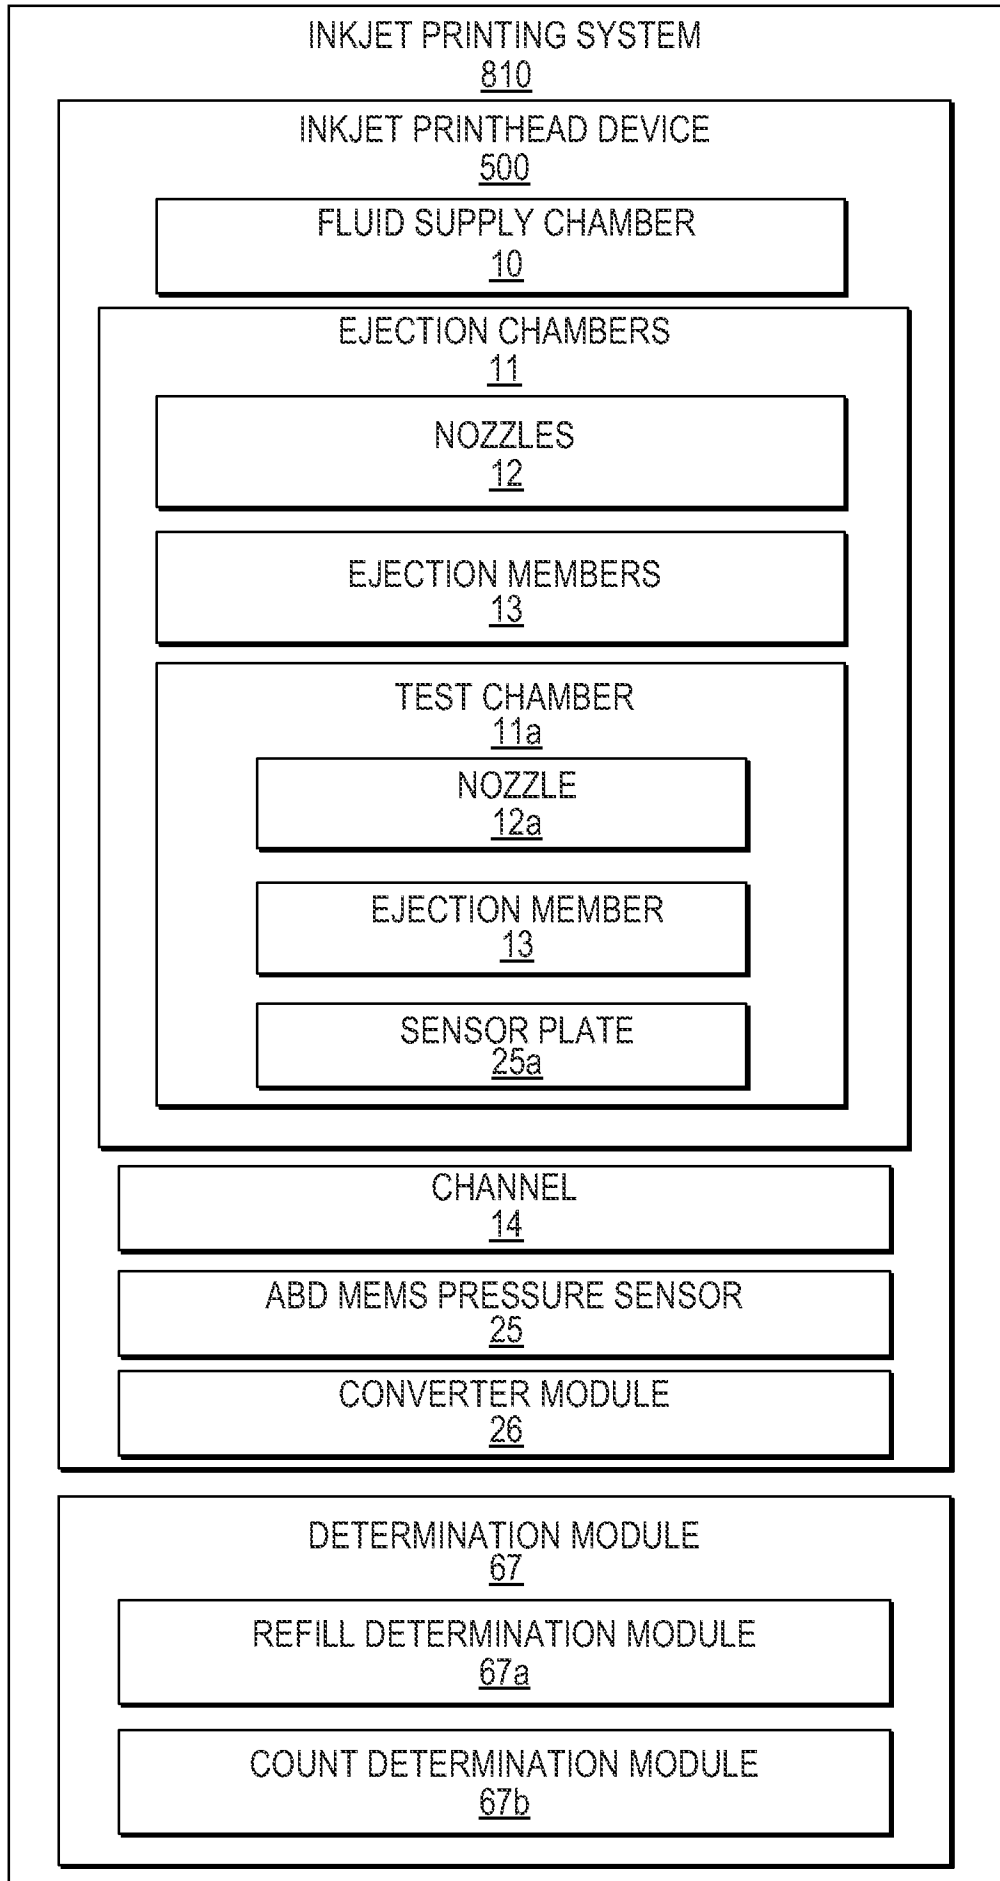 INKJET PRINTING SYSTEM
810
INKJET PRINTHEAD DEVICE
500
FLUID SUPPLY CHAMBER
10
EJECTION CHAMBERS
11
NOZZLES
12
EJECTION MEMBERS
13
TEST CHAMBER
11a
NOZZLE
12a
EJECTION MEMBER
13
SENSOR PLATE
25a
CHANNEL
14
ABD MEMS PRESSURE SENSOR
25
CONVERTER MODULE
26
DETERMINATION MODULE
67
REFILL DETERMINATION MODULE
67a
COUNT DETERMINATION MODULE
67b